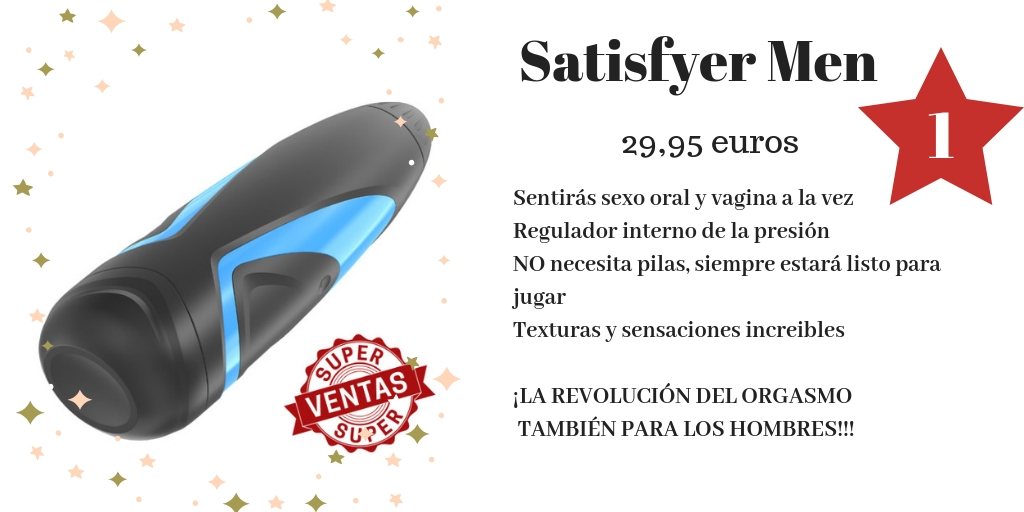 Satisfyer Men
1
29,95 euros
Sentirás sexo oral y vagina a la vez
Regulador interno de la presión
NO necesita pilas, siempre estará listo para
jugar
Texturas y sensaciones increibles
¡LA REVOLUCIÓN DEL ORGASMO
TAMBIÉN PARA LOS HOMBRES!!!
SUPER
VENTAS
SUPER